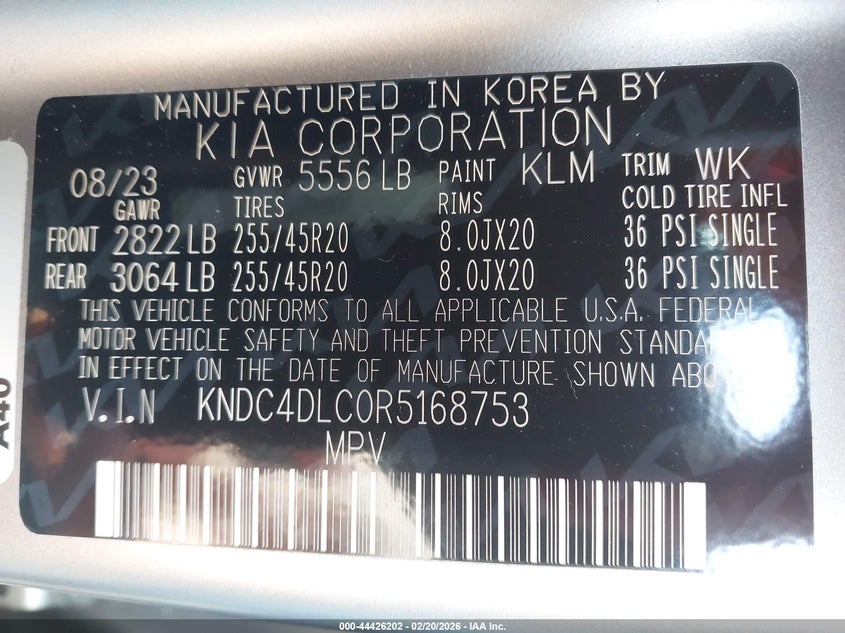 MANUFACTURED IN KOREA BY
KIA CORPORATION
08/23 GVWR 5556 LB PAINT KLM TRIM WK
GAWR TIRES RIMS COLD TIRE INFL
FRONT 2822 LB 255/45R20 8.0JX20 36 PSI SINGLE
REAR 3064 LB 255/45R20 8.0JX20 36 PSI SINGLE
THIS VEHICLE CONFORMS TO ALL APPLICABLE U.S.A. FEDERAL
MOTOR VEHICLE SAFETY AND THEFT PREVENTION STANDA
IN EFFECT ON THE DATE OF MANUFACTURE SHOWN ABO
V.I.N KNDC4DLC0R5168753
MPV
A40
000-44426202 - 02/20/2026 - IAA Inc.